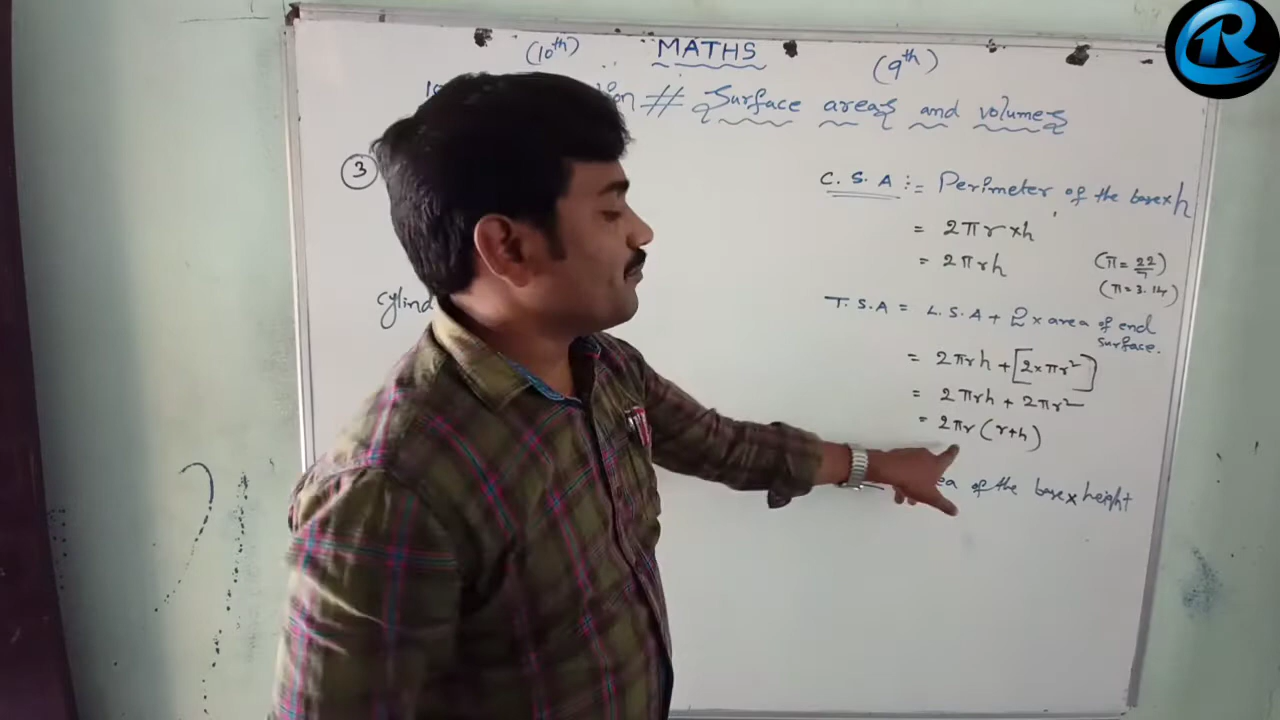 (10th) MATHS (9th)
# Surface areas and volumes
3
C. S. A := Perimeter of the base×h
= 2πr×h
= 2πrh
(π = 22/7)
(π = 3.14)
Cylind
T. S. A = L. S. A + 2 × area of end surface.
= 2πrh + [2×πr²]
= 2πrh + 2πr²
= 2πr(r+h)
of the base×height
R